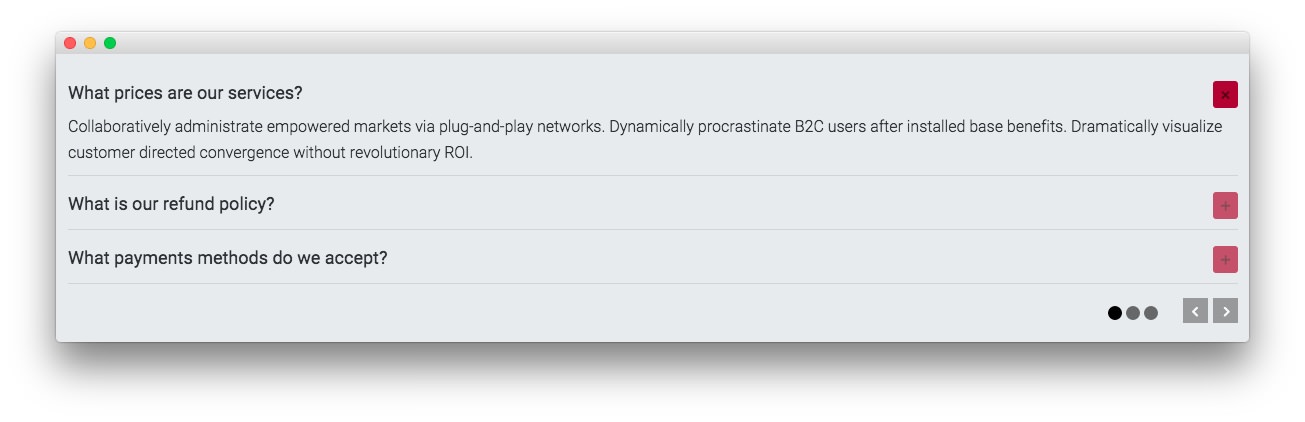 What prices are our services?
Collaboratively administrate empowered markets via plug-and-play networks. Dynamically procrastinate B2C users after installed base benefits. Dramatically visualize
customer directed convergence without revolutionary ROI.
What is our refund policy?
What payments methods do we accept?